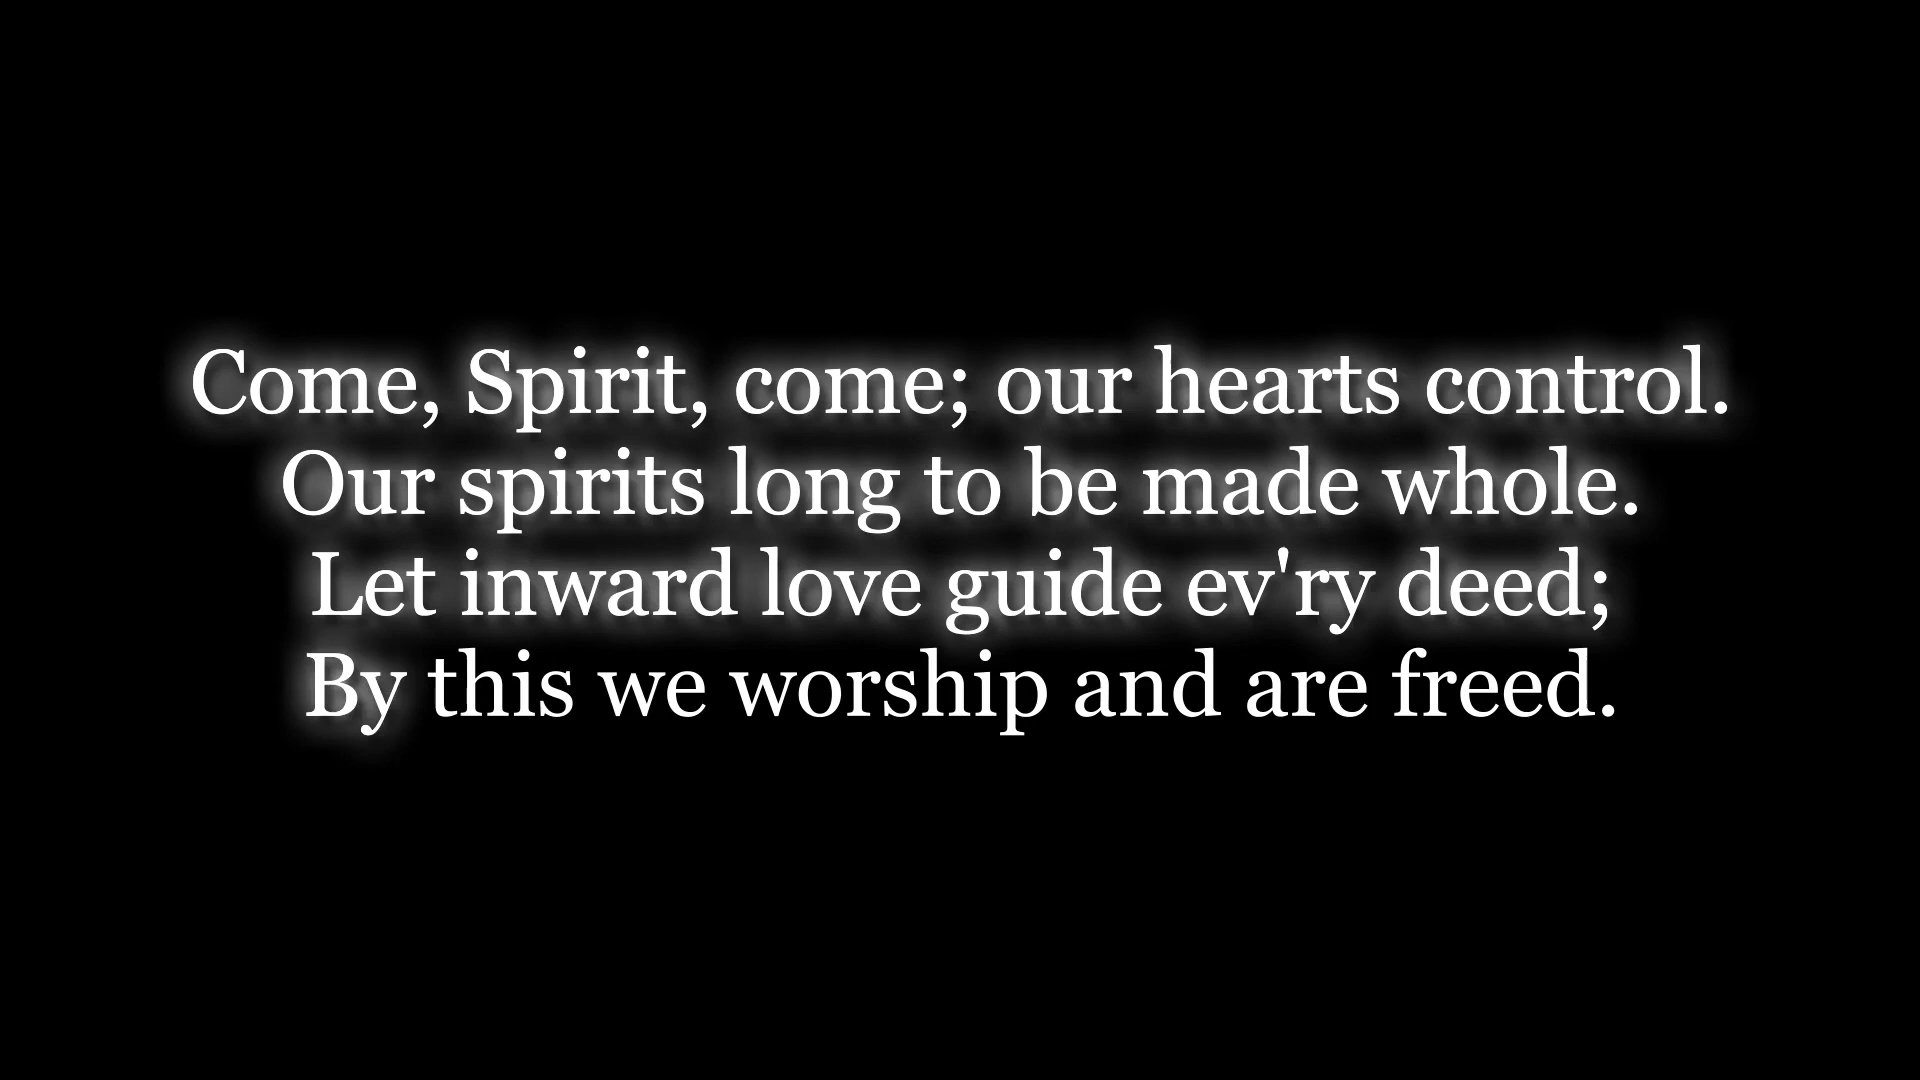 Come, Spirit, come; our hearts control.
Our spirits long to be made whole.
Let inward love guide ev'ry deed;
By this we worship and are freed.